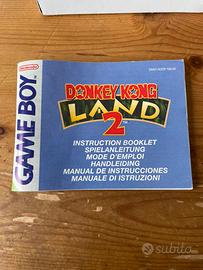 Nintendo
GAME BOY
DONKEY KONG
LAND
2
INSTRUCTION BOOKLET
SPIELANLEITUNG
MODE D'EMPLOI
HANDLEIDING
MANUAL DE INSTRUCCIONES
MANUALE DI ISTRUZIONI
subito